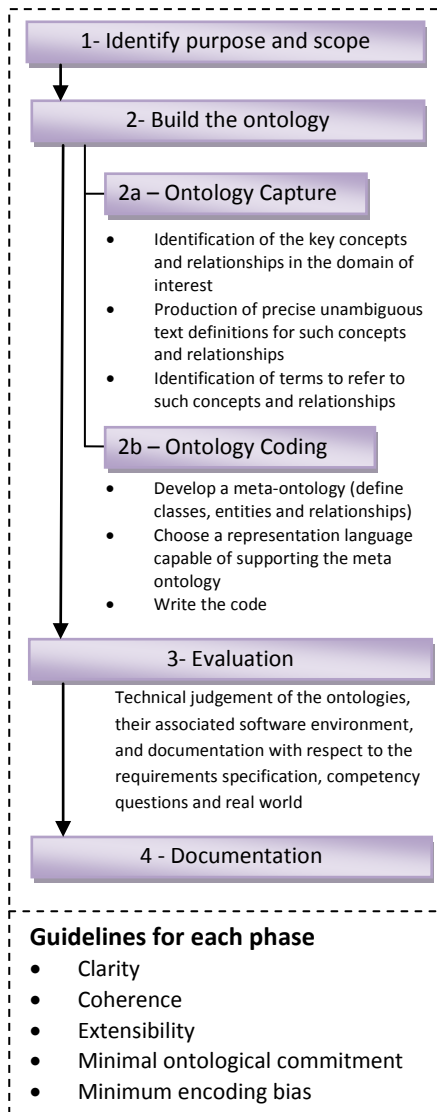 1- Identify purpose and scope
2- Build the ontology
2a – Ontology Capture
• Identification of the key concepts
and relationships in the domain of
interest
• Production of precise unambiguous
text definitions for such concepts
and relationships
• Identification of terms to refer to
such concepts and relationships
2b – Ontology Coding
• Develop a meta-ontology (define
classes, entities and relationships)
• Choose a representation language
capable of supporting the meta
ontology
• Write the code
3- Evaluation
Technical judgement of the ontologies,
their associated software environment,
and documentation with respect to the
requirements specification, competency
questions and real world
4 - Documentation
Guidelines for each phase
• Clarity
• Coherence
• Extensibility
• Minimal ontological commitment
• Minimum encoding bias